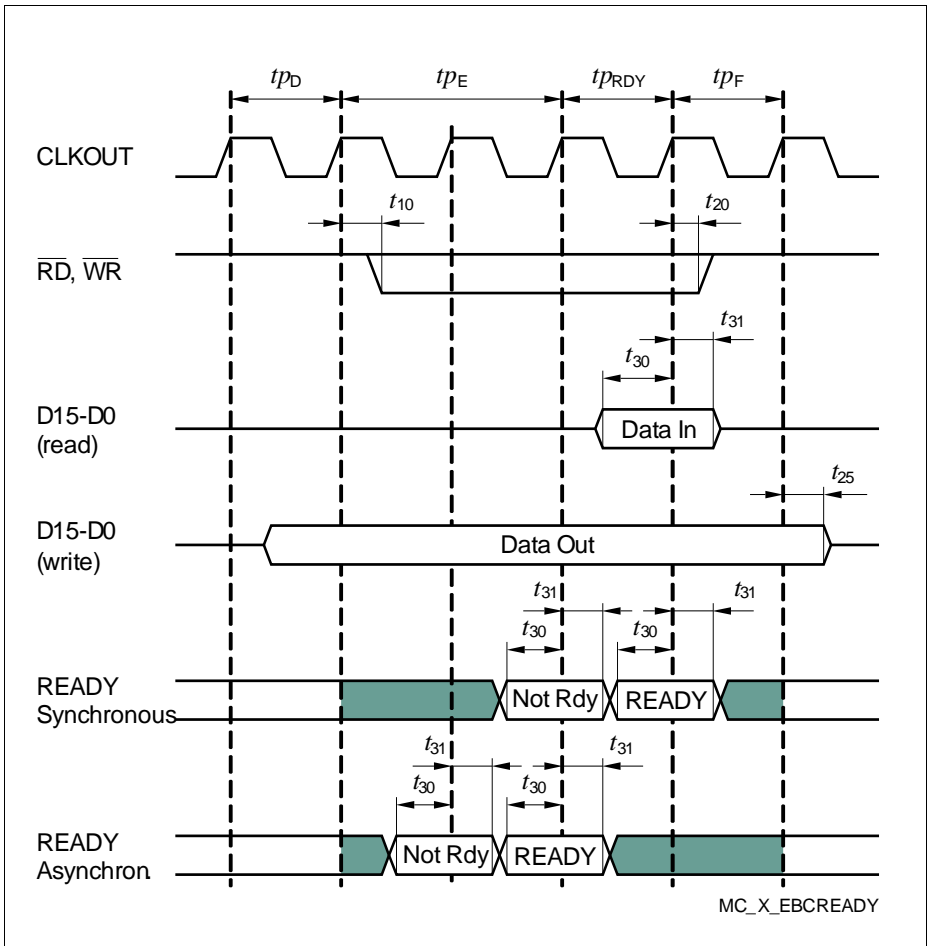 tpD tpE tpRDY tpF
CLKOUT
t10 t20
RD, WR
t31
t30
D15-D0
(read)
Data In
t25
D15-D0
(write)
Data Out
t31 t31
t30 t30
READY
Synchronous
Not Rdy READY
t31 t31
t30 t30
READY
Asynchron.
Not Rdy READY
MC_X_EBCREADY